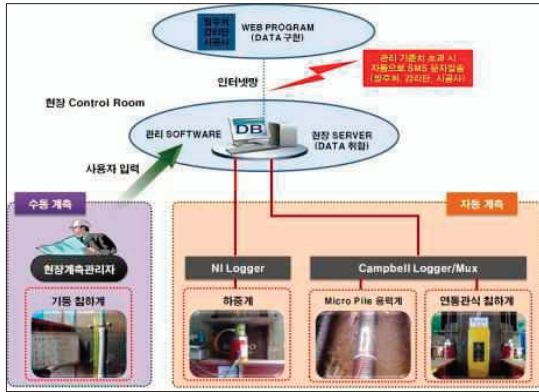 발주처
감리단
시공사
WEB PROGRAM
(DATA 구현)
관리 기준치 초과 시
자동으로 SMS 문자발송
(발주처, 감리단, 시공사)
인터넷망
현장 Control Room
관리 SOFTWARE
DB
현장 SERVER
(DATA 취합)
사용자 입력
수동 계측
자동 계측
현장계측관리자
NI Logger
Campbell Logger/Mux
기둥 침하계
하중계
Micro Pile 응력계
연통관식 침하계